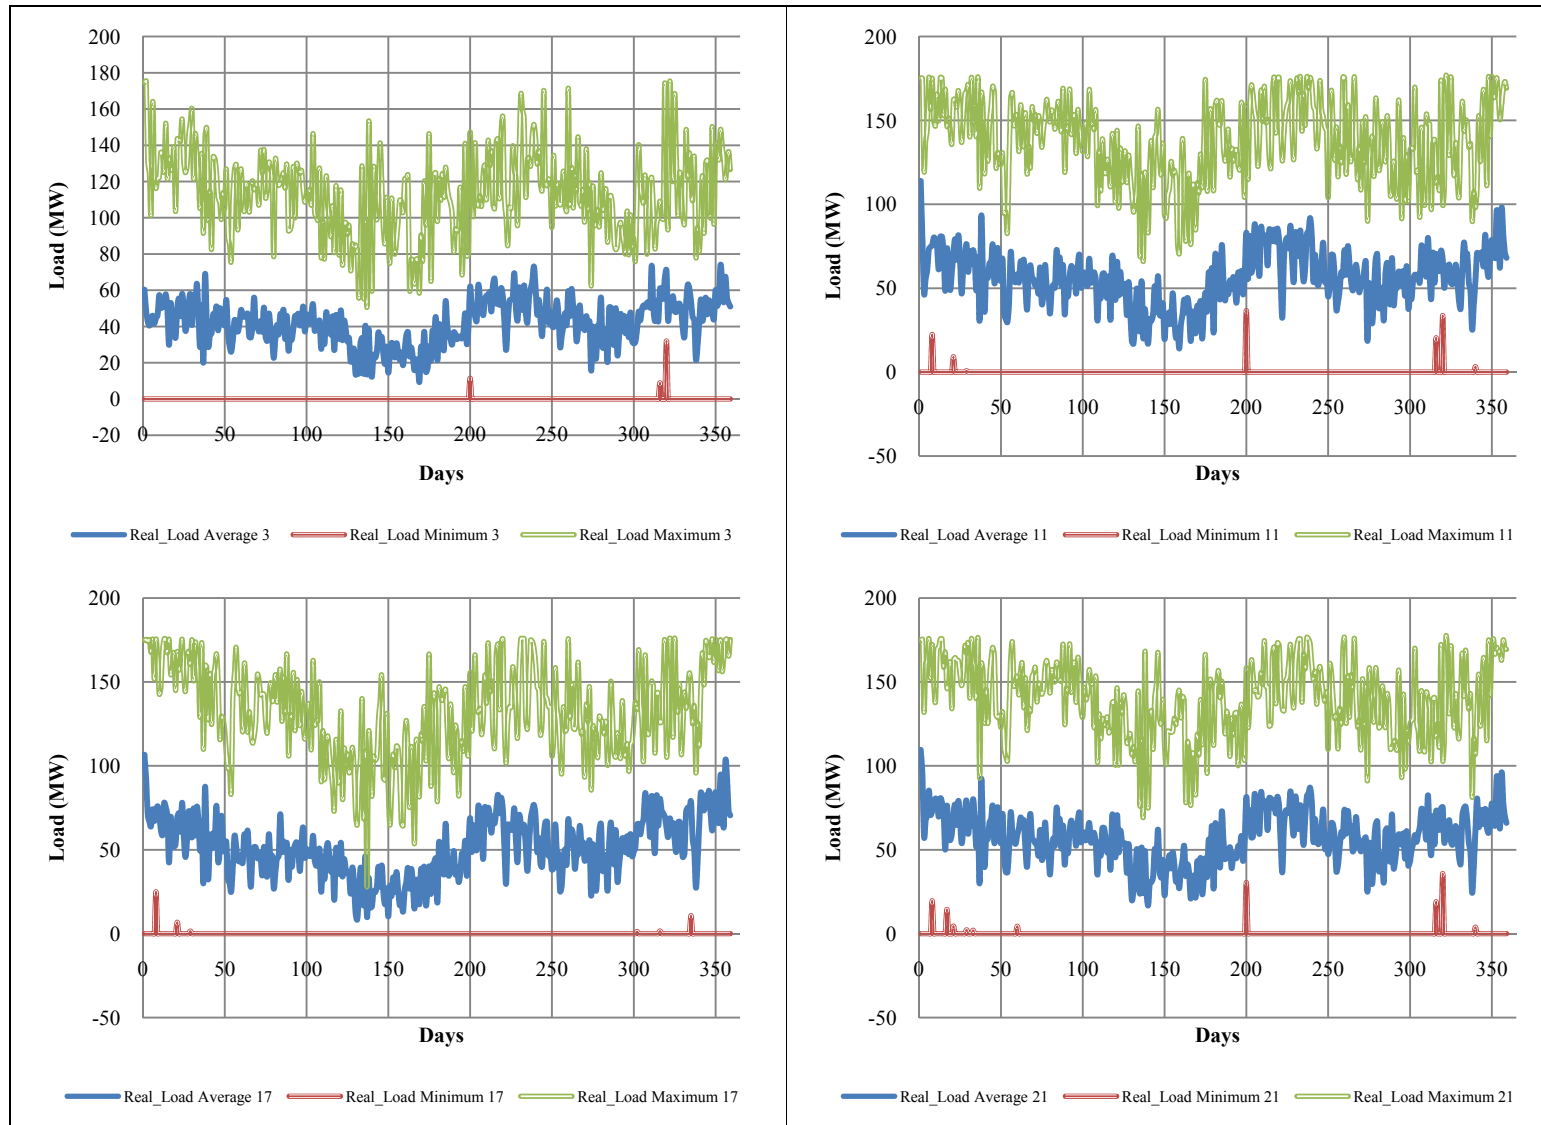 200
180
160
140
120
100
80
60
40
20
0
-20
Load (MW)
0 50 100 150 200 250 300 350
Days
Real_Load Average 3 Real_Load Minimum 3 Real_Load Maximum 3
200
150
100
50
0
-50
Load (MW)
0 50 100 150 200 250 300 350
Days
Real_Load Average 11 Real_Load Minimum 11 Real_Load Maximum 11
200
150
100
50
0
-50
Load (MW)
0 50 100 150 200 250 300 350
Days
Real_Load Average 17 Real_Load Minimum 17 Real_Load Maximum 17
200
150
100
50
0
-50
Load (MW)
0 50 100 150 200 250 300 350
Days
Real_Load Average 21 Real_Load Minimum 21 Real_Load Maximum 21